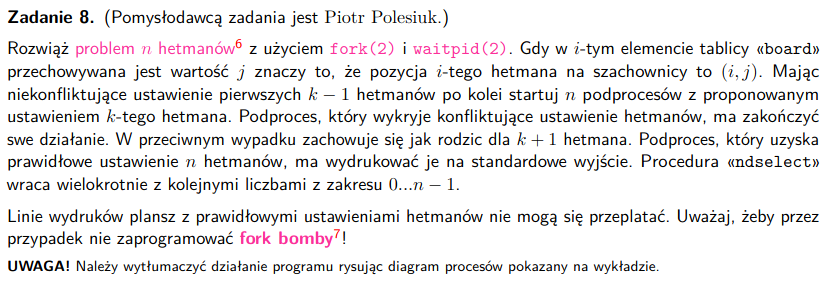 Zadanie 8. (Pomysłodawcą zadania jest Piotr Polesiuk.)
Rozwiąż problem n hetmanów6 z użyciem fork(2) i waitpid(2). Gdy w i-tym elemencie tablicy «board»
przechowywana jest wartość j znaczy to, że pozycja i-tego hetmana na szachownicy to (i, j). Mając
niekonfliktujące ustawienie pierwszych k − 1 hetmanów po kolei startuj n podprocesów z proponowanym
ustawieniem k-tego hetmana. Podproces, który wykryje konfliktujące ustawienie hetmanów, ma zakończyć
swe działanie. W przeciwnym wypadku zachowuje się jak rodzic dla k + 1 hetmana. Podproces, który uzyska
prawidłowe ustawienie n hetmanów, ma wydrukować je na standardowe wyjście. Procedura «ndselect»
wraca wielokrotnie z kolejnymi liczbami z zakresu 0...n − 1.
Linie wydruków plansz z prawidłowymi ustawieniami hetmanów nie mogą się przeplatać. Uważaj, żeby przez
przypadek nie zaprogramować fork bomby7!
UWAGA! Należy wytłumaczyć działanie programu rysując diagram procesów pokazany na wykładzie.